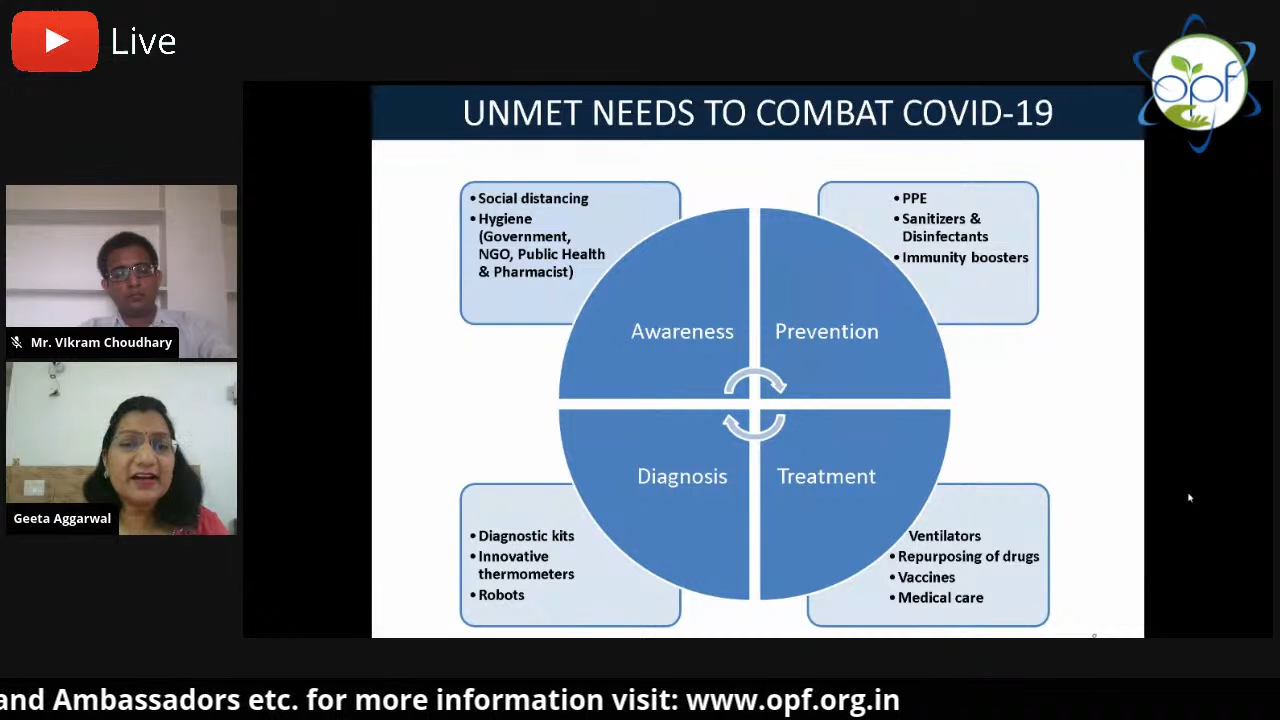 Live
opf
UNMET NEEDS TO COMBAT COVID-19
• Social distancing
• Hygiene
(Government,
NGO, Public Health
& Pharmacist)
• PPE
• Sanitizers &
Disinfectants
• Immunity boosters
Awareness
Prevention
Diagnosis
Treatment
• Diagnostic kits
• Innovative
thermometers
• Robots
Ventilators
• Repurposing of drugs
• Vaccines
• Medical care
Mr. VIkram Choudhary
Geeta Aggarwal
and Ambassadors etc. for more information visit: www.opf.org.in